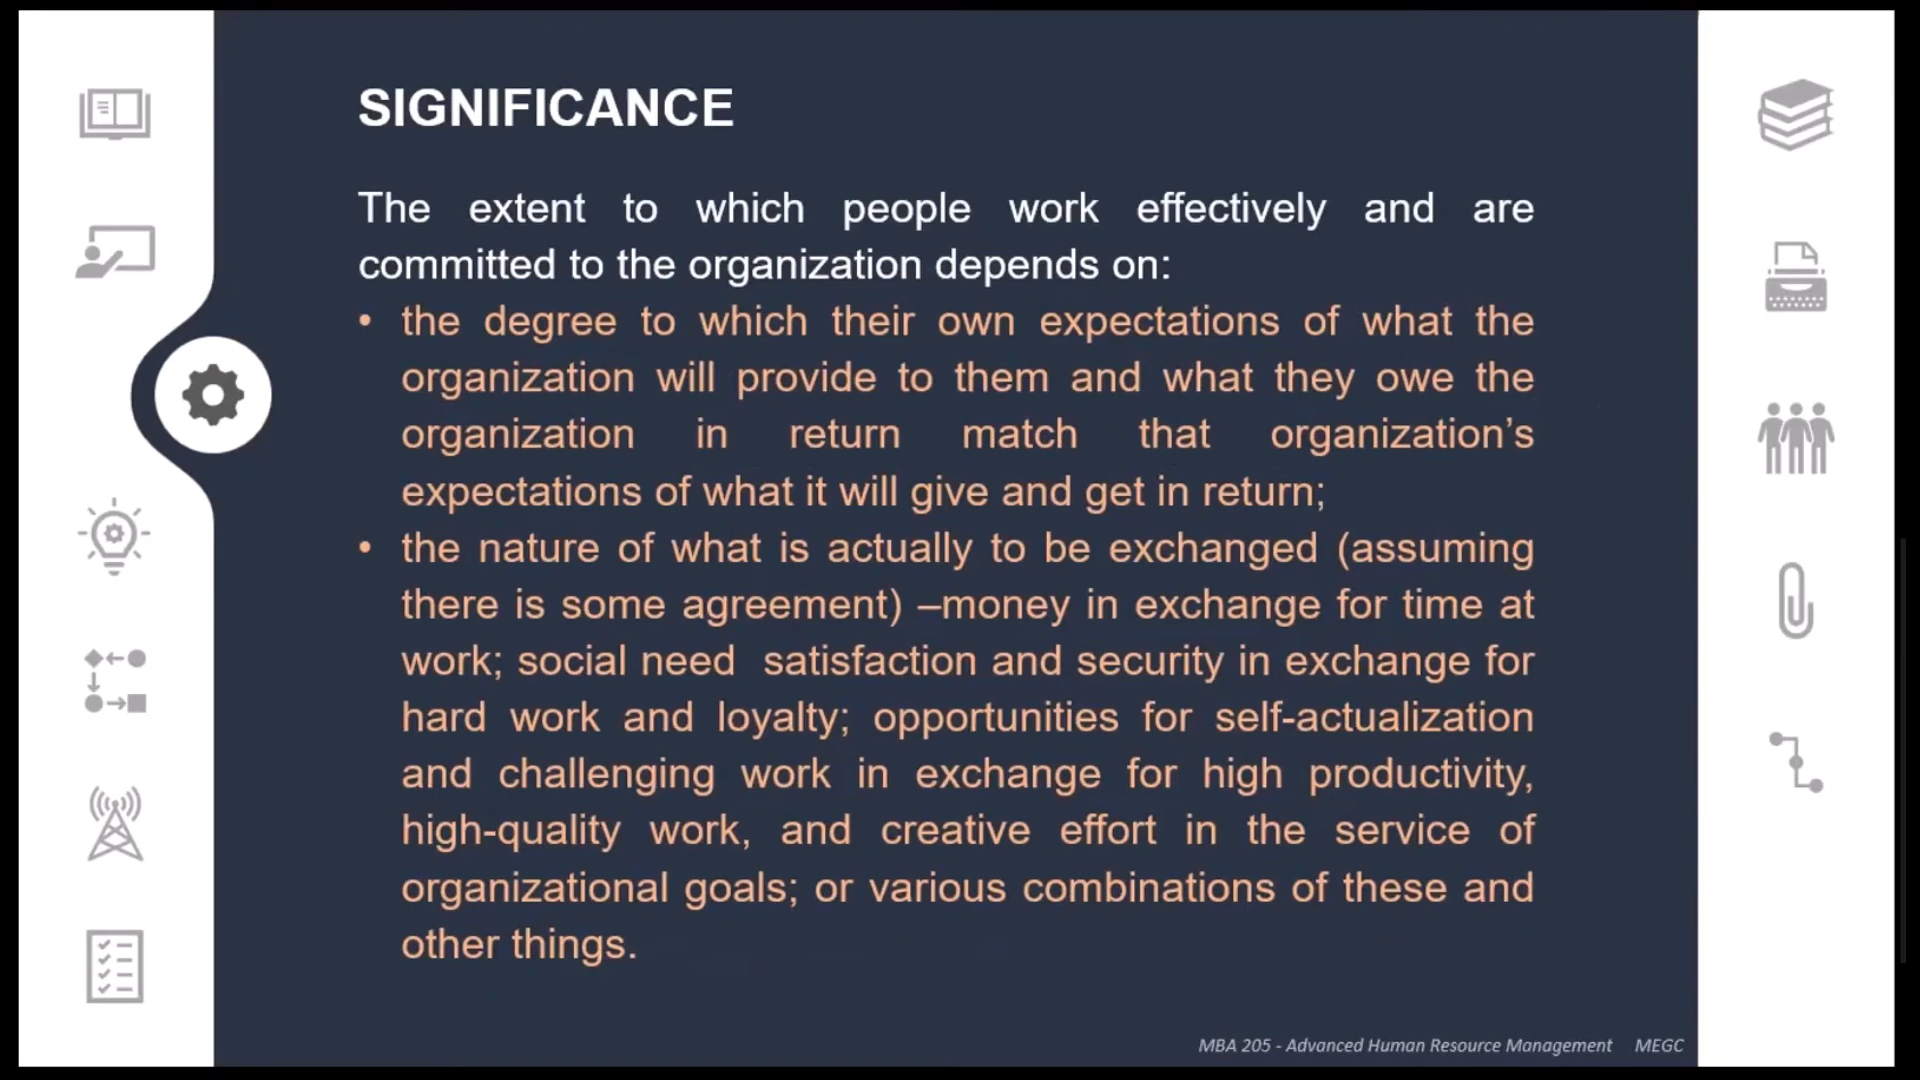 SIGNIFICANCE
The extent to which people work effectively and are
committed to the organization depends on:
• the degree to which their own expectations of what the
organization will provide to them and what they owe the
organization in return match that organization’s
expectations of what it will give and get in return;
• the nature of what is actually to be exchanged (assuming
there is some agreement) –money in exchange for time at
work; social need satisfaction and security in exchange for
hard work and loyalty; opportunities for self-actualization
and challenging work in exchange for high productivity,
high-quality work, and creative effort in the service of
organizational goals; or various combinations of these and
other things.
MBA 205 - Advanced Human Resource Management MEGC